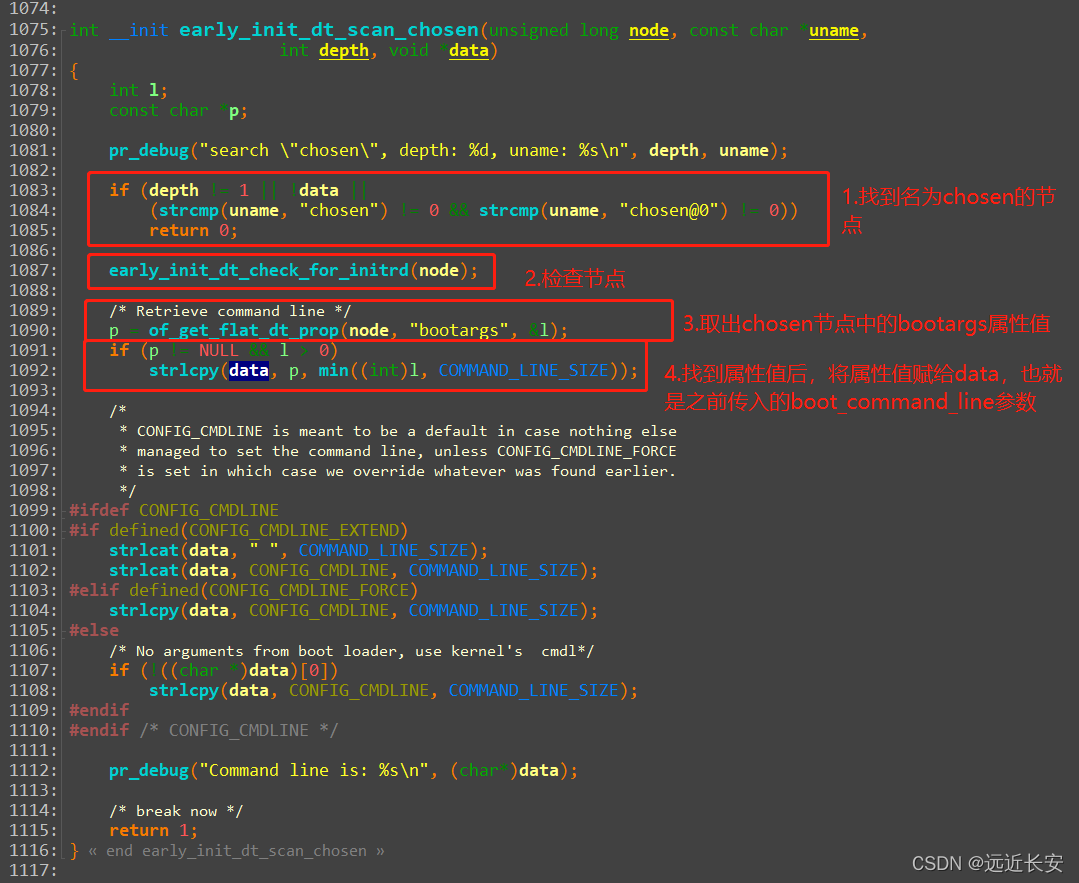 1074:
1075: int __init early_init_dt_scan_chosen(unsigned long node, const char *uname,
1076: int depth, void *data)
1077: {
1078: int l;
1079: const char *p;
1080:
1081: pr_debug("search \"chosen\", depth: %d, uname: %s\n", depth, uname);
1082:
1083: if (depth != 1 || !data ||
1084: (strcmp(uname, "chosen") != 0 && strcmp(uname, "chosen@0") != 0))
1085: return 0;
1.找到名为chosen的节
点
1086:
1087: early_init_dt_check_for_initrd(node);
2.检查节点
1088:
1089: /* Retrieve command line */
1090: p = of_get_flat_dt_prop(node, "bootargs", &l);
3.取出chosen节点中的bootargs属性值
1091: if (p != NULL && l > 0)
1092: strlcpy(data, p, min((int)l, COMMAND_LINE_SIZE));
4.找到属性值后，将属性值赋给data，也就
是之前传入的boot_command_line参数
1093:
1094: /*
1095: * CONFIG_CMDLINE is meant to be a default in case nothing else
1096: * managed to set the command line, unless CONFIG_CMDLINE_FORCE
1097: * is set in which case we override whatever was found earlier.
1098: */
1099: #ifdef CONFIG_CMDLINE
1100: #if defined(CONFIG_CMDLINE_EXTEND)
1101: strlcat(data, " ", COMMAND_LINE_SIZE);
1102: strlcat(data, CONFIG_CMDLINE, COMMAND_LINE_SIZE);
1103: #elif defined(CONFIG_CMDLINE_FORCE)
1104: strlcpy(data, CONFIG_CMDLINE, COMMAND_LINE_SIZE);
1105: #else
1106: /* No arguments from boot loader, use kernel's  cmdl*/
1107: if (!((char *)data)[0])
1108: strlcpy(data, CONFIG_CMDLINE, COMMAND_LINE_SIZE);
1109: #endif
1110: #endif /* CONFIG_CMDLINE */
1111:
1112: pr_debug("Command line is: %s\n", (char*)data);
1113:
1114: /* break now */
1115: return 1;
1116: } « end early_init_dt_scan_chosen »
1117:
CSDN @远近长安